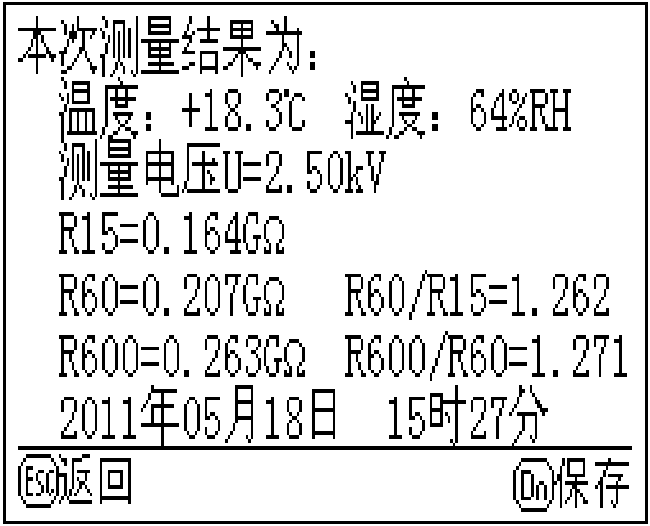 本次测量结果为：
温度：+18.3℃ 湿度：64%RH
测量电压U=2.50kV
R15=0.164GΩ
R60=0.207GΩ R60/R15=1.262
R600=0.263GΩ R600/R60=1.271
2011年05月18日 15时27分
Esc返回 Dn保存